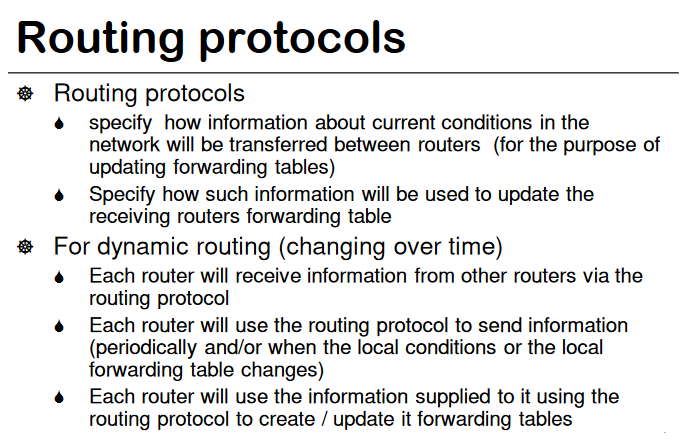 Routing protocols
Routing protocols
specify how information about current conditions in the
network will be transferred between routers (for the purpose of
updating forwarding tables)
Specify how such information will be used to update the
receiving routers forwarding table
For dynamic routing (changing over time)
Each router will receive information from other routers via the
routing protocol
Each router will use the routing protocol to send information
(periodically and/or when the local conditions or the local
forwarding table changes)
Each router will use the information supplied to it using the
routing protocol to create / update it forwarding tables